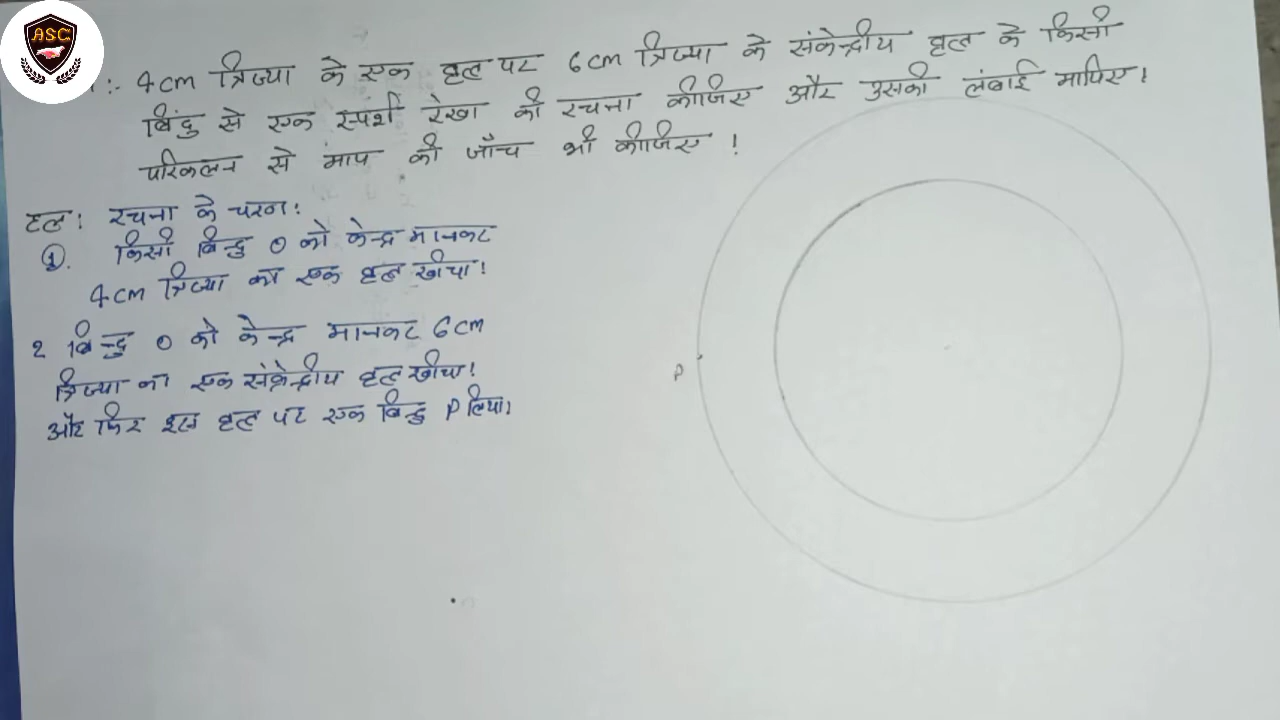 ASC
:- 4cm त्रिज्या के एक वृत्त पर 6cm त्रिज्या के संकेन्द्रीय वृत्त के किसी
बिंदु से एक स्पर्श रेखा की रचना कीजिए और उसकी लंबाई मापिए।
परिकलन से माप की जाँच भी कीजिए !
हल। रचना के चरन।
1. किसी बिन्दु O को केन्द्र मानकर
4cm त्रिज्या का एक वृत्त खीचा।
2 बिन्दु O को केन्द्र मानकर 6cm
त्रिज्या का एक संकेन्द्रीय वृत्त खीचा।
और फिर इस वृत्त पर एक बिन्दु P लिया।
P